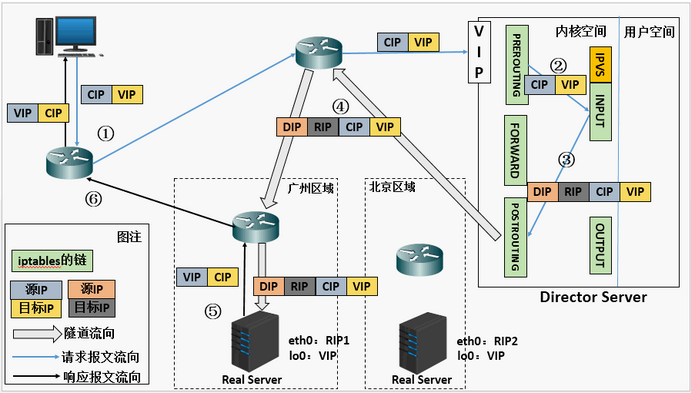 CIP VIP
V
I
P
内核空间 用户空间
PREROUTING
IPVS
②
CIP VIP
INPUT
VIP CIP
CIP VIP
①
④
DIP RIP CIP VIP
FORWARD
③
DIP RIP CIP VIP
⑥
广州区域
北京区域
POSTROUTING
OUTPUT
Director Server
图注
iptables的链
源IP 源IP
目标IP 目标IP
隧道流向
请求报文流向
响应报文流向
VIP CIP
DIP RIP CIP VIP
⑤
eth0：RIP1
lo0：VIP
Real Server
eth0：RIP2
lo0：VIP
Real Server